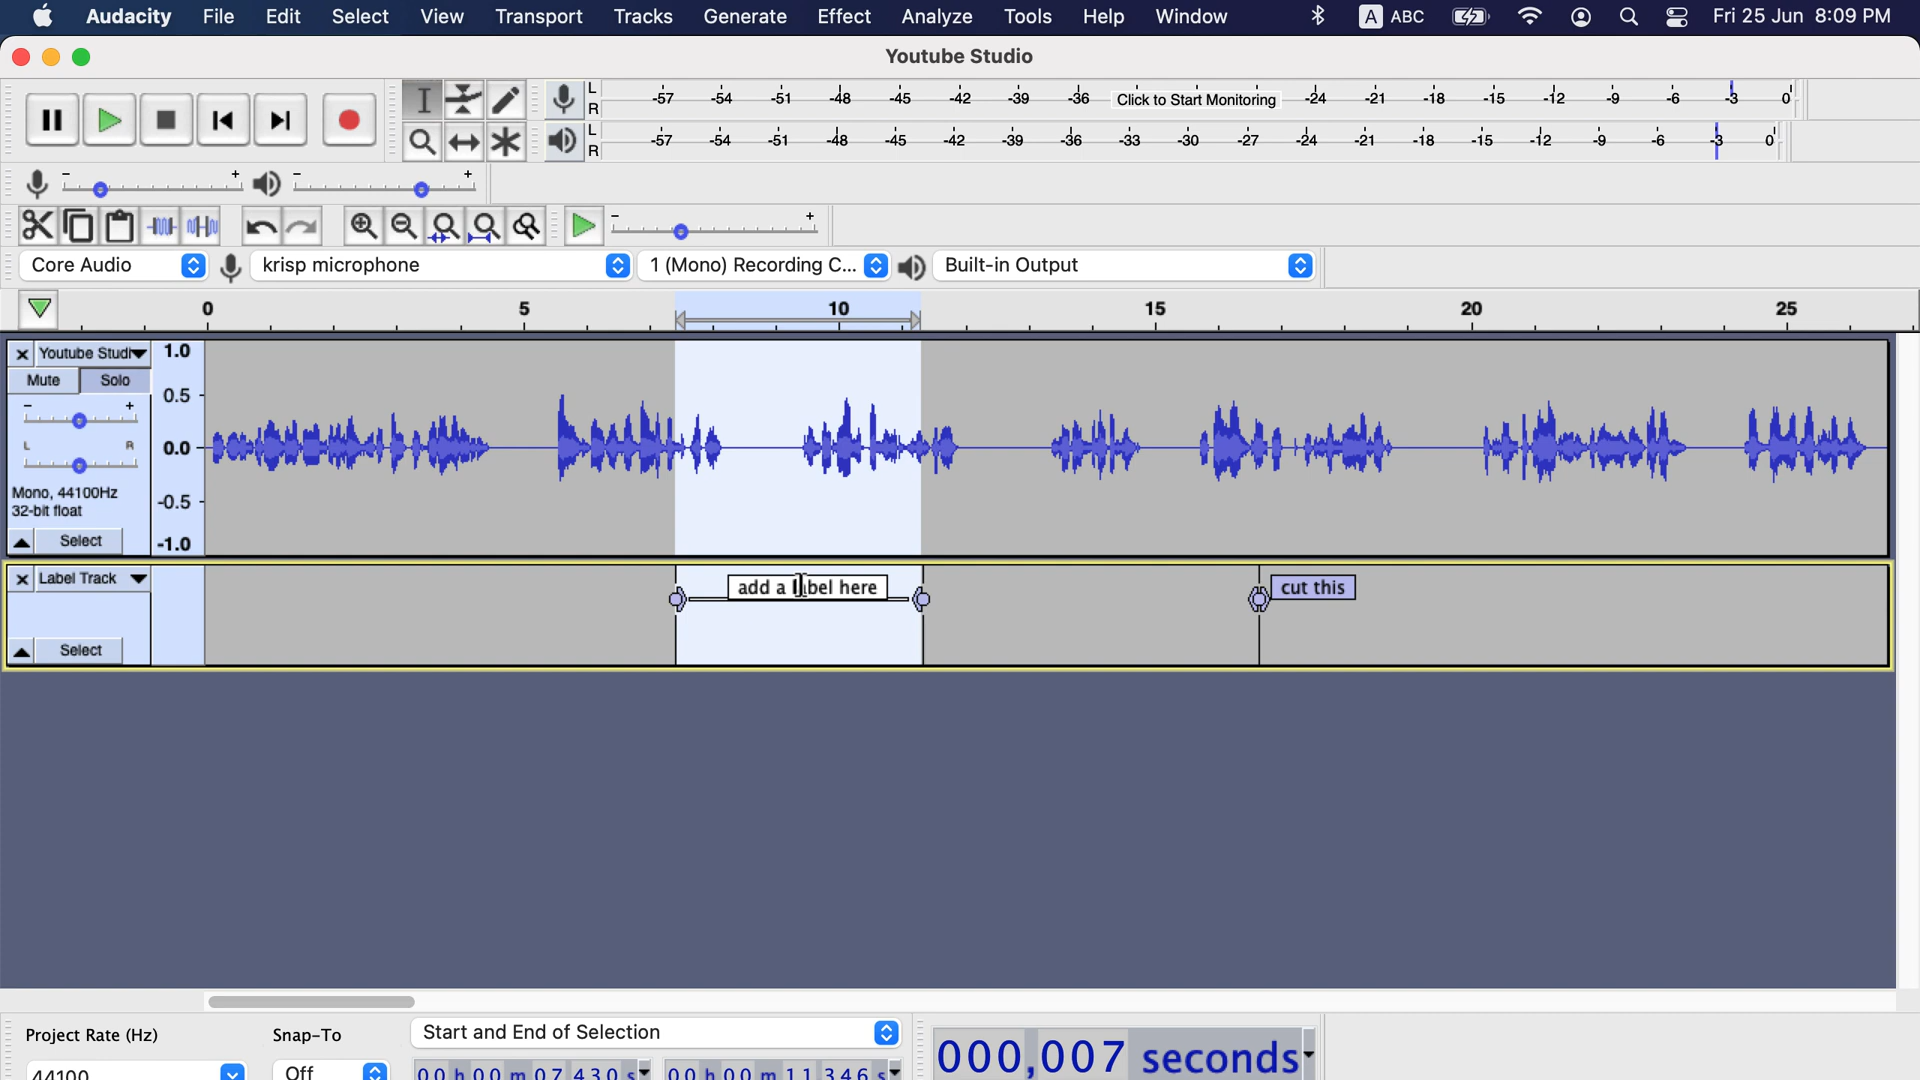 Audacity File Edit Select View Transport Tracks Generate Effect Analyze Tools Help Window A ABC Fri 25 Jun 8:09 PM
Youtube Studio
L
R
-57 -54 -51 -48 -45 -42 -39 -36 Click to Start Monitoring -24 -21 -18 -15 -12 -9 -6 -3 0
L
R
-57 -54 -51 -48 -45 -42 -39 -36 -33 -30 -27 -24 -21 -18 -15 -12 -9 -6 -3 0
- + - +
- +
Core Audio krisp microphone 1 (Mono) Recording C... Built-in Output
0 5 10 15 20 25
Youtube Studi
Mute Solo
- +
L R
Mono, 44100Hz
32-bit float
Select
1.0
0.5
0.0
-0.5
-1.0
Label Track
Select
add a label here
cut this
Project Rate (Hz) Snap-To Start and End of Selection
44100 Off 00 h 00 m 07.430 s 00 h 00 m 11.346 s
000,007 seconds